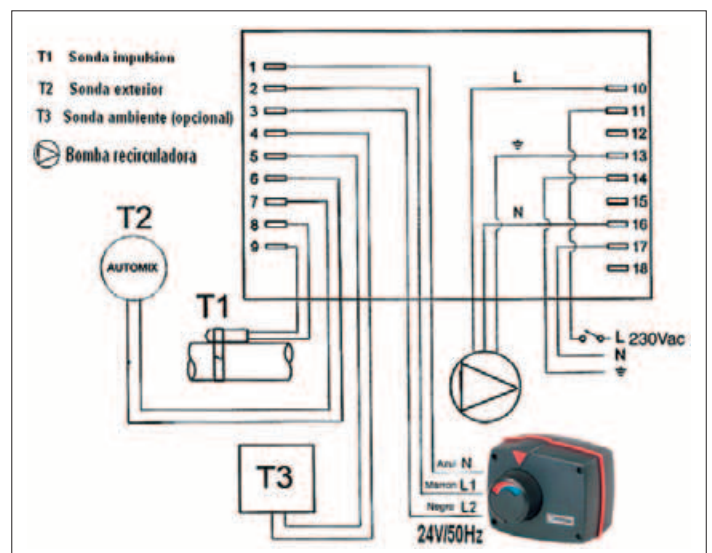 T1 Sonda impulsion
T2 Sonda exterior
T3 Sonda ambiente (opcional)
Bomba recirculadora
1
2
3
4
5
6
7
8
9
L
N
10
11
12
13
14
15
16
17
18
T2
AUTOMIX
T1
L 230Vac
N
T3
Azul N
Marron L1
Negro L2
24V/50Hz